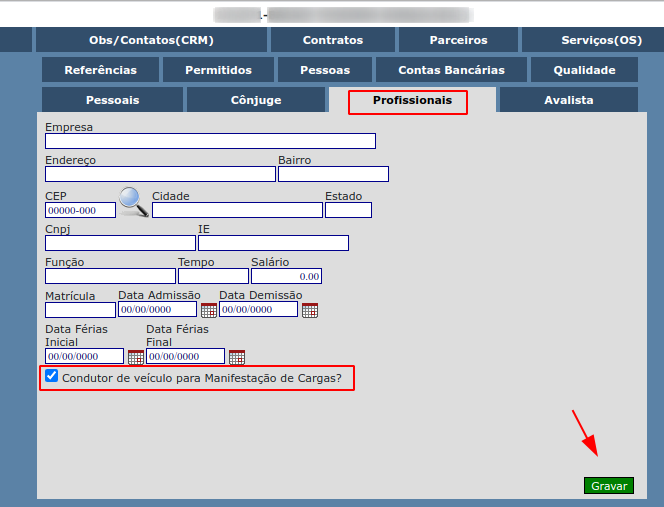 Obs/Contatos(CRM) Contratos Parceiros Serviços(OS)
Referências Permitidos Pessoas Contas Bancárias Qualidade
Pessoais Cônjuge Profissionais Avalista
Empresa
Endereço Bairro
CEP Cidade Estado
00000-000
Cnpj IE
Função Tempo Salário
0.00
Matrícula Data Admissão Data Demissão
00/00/0000 00/00/0000
Data Férias Data Férias
Inicial Final
00/00/0000 00/00/0000
Condutor de veículo para Manifestação de Cargas?
Gravar